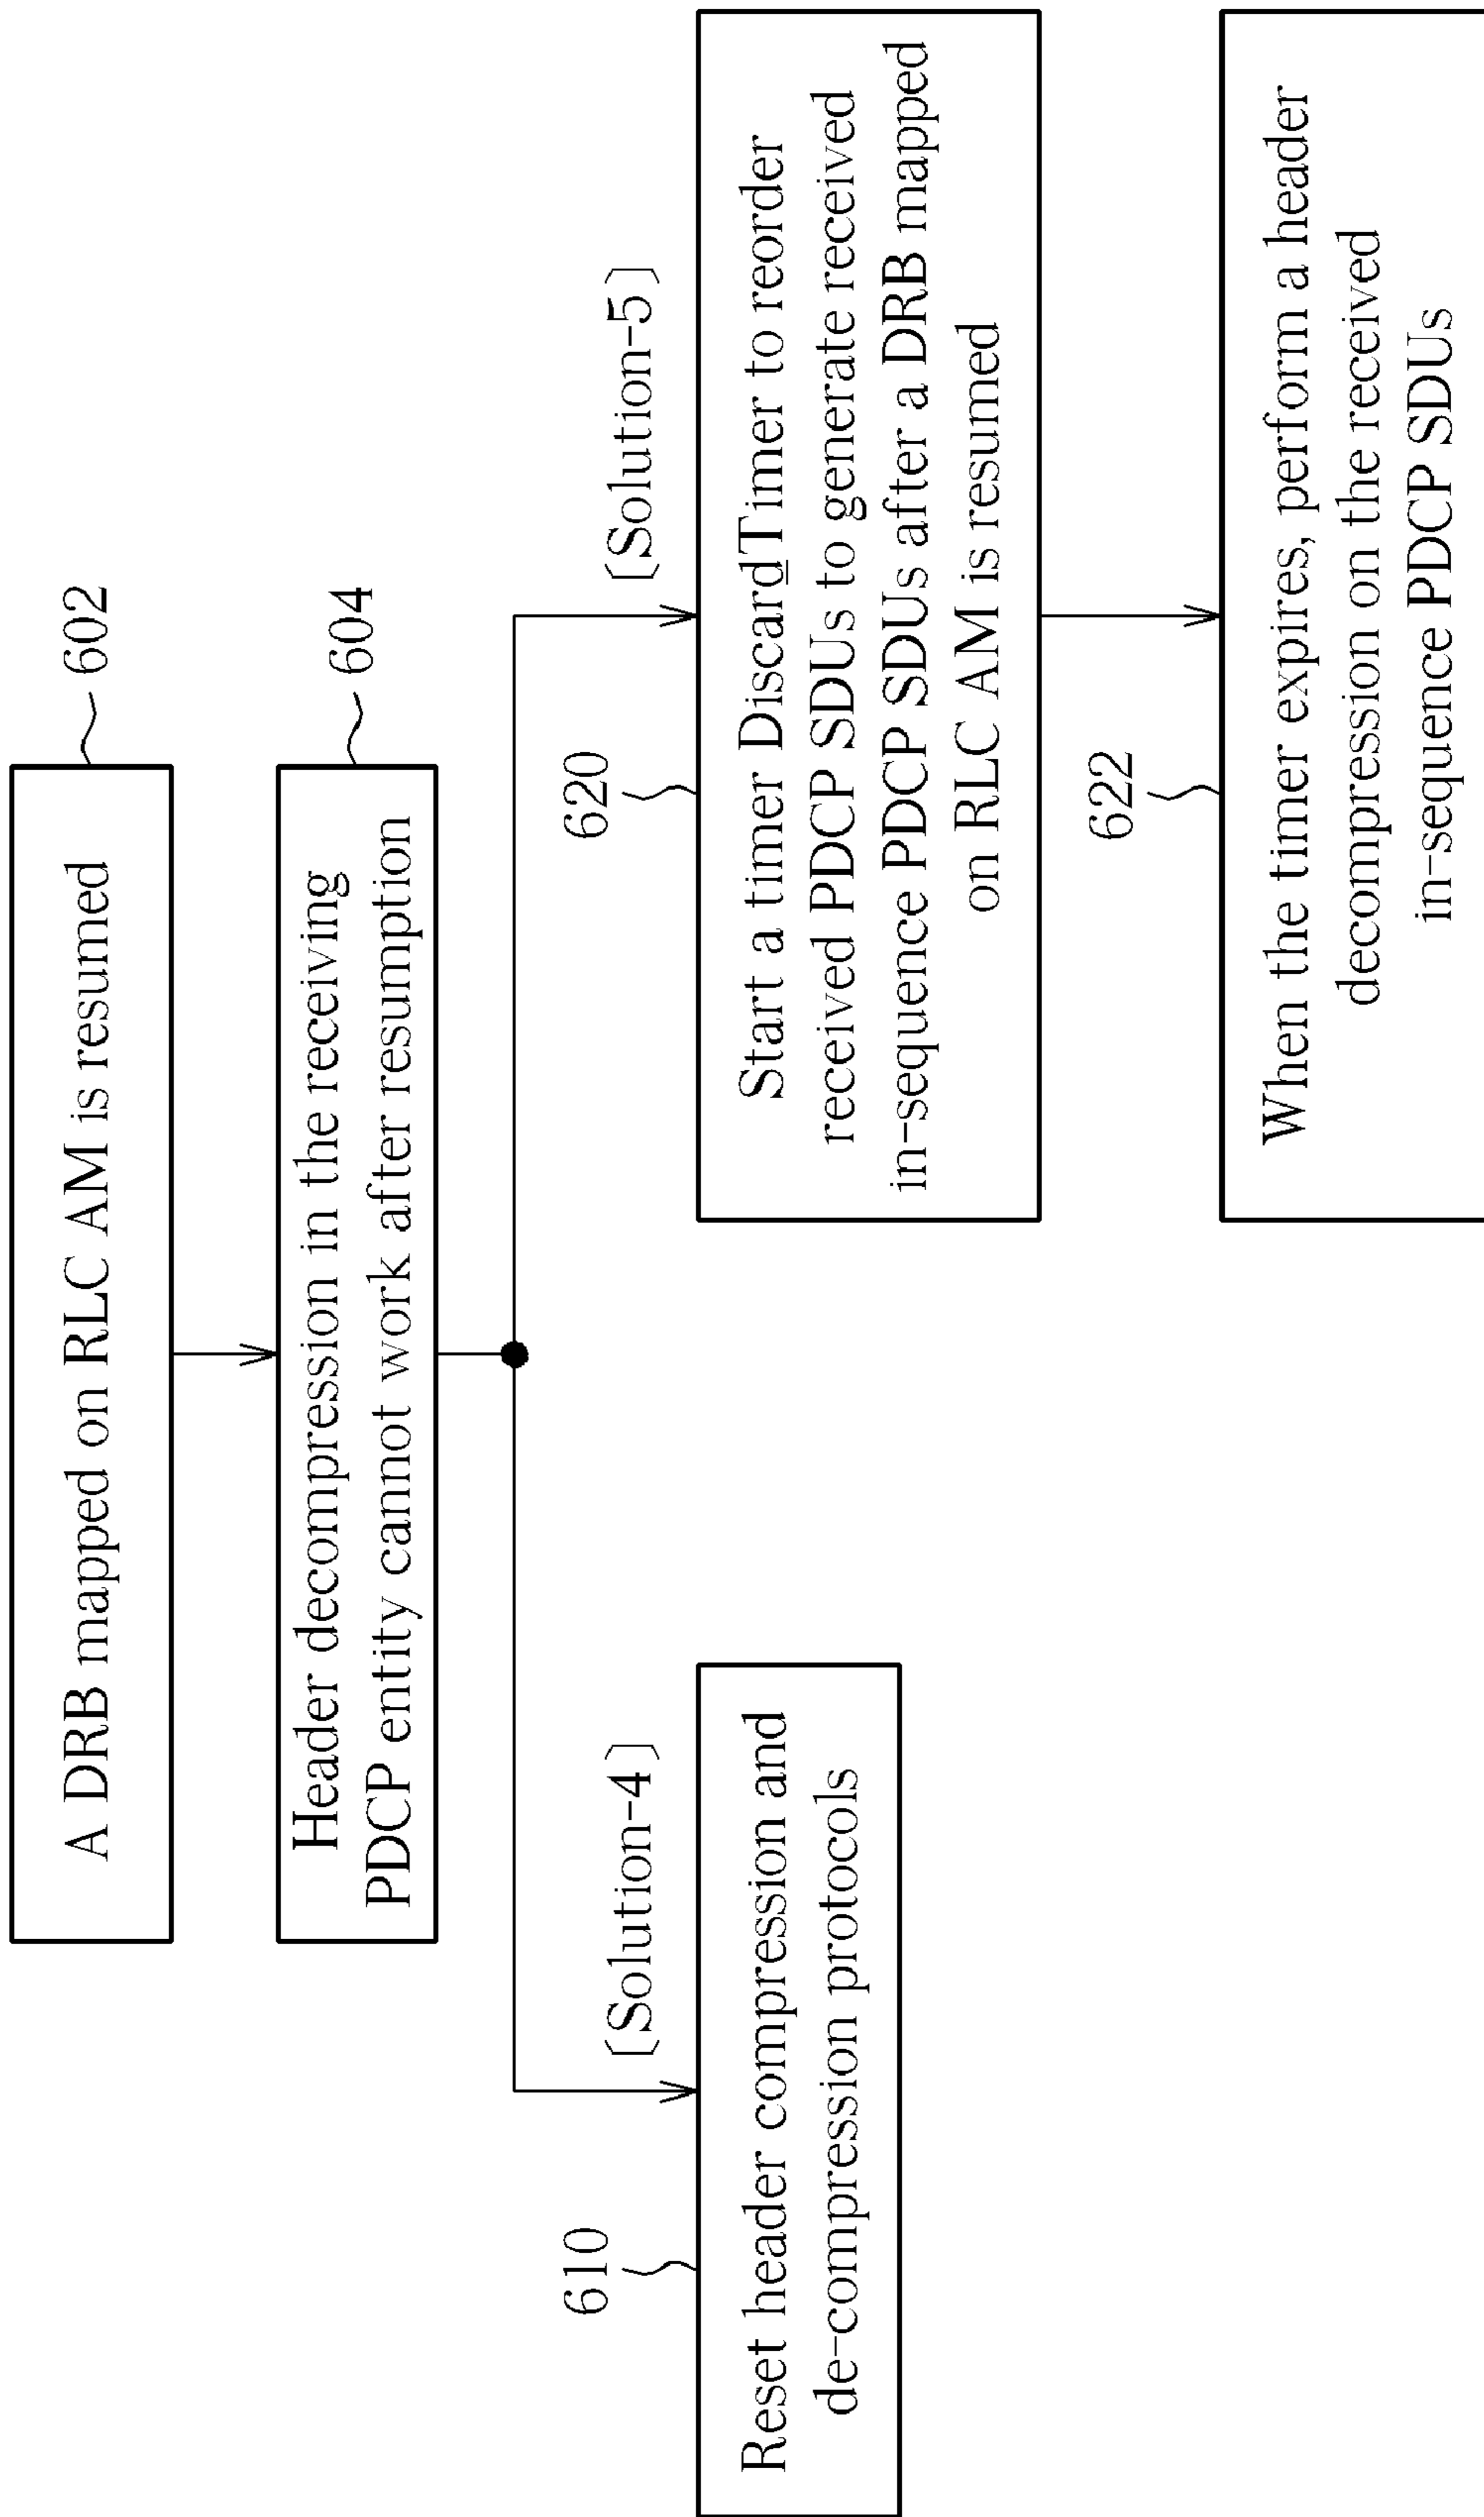 A DRB mapped on RLC AM is resumed
602
Header decompression in the receiving
PDCP entity cannot work after resumption
604
610
(Solution-4)
Reset header compression and
de-compression protocols
620
(Solution-5)
Start a timer Discard_Timer to reorder
received PDCP SDUs to generate received
in-sequence PDCP SDUs after a DRB mapped
on RLC AM is resumed
622
When the timer expires, perform a header
decompression on the received
in-sequence PDCP SDUs